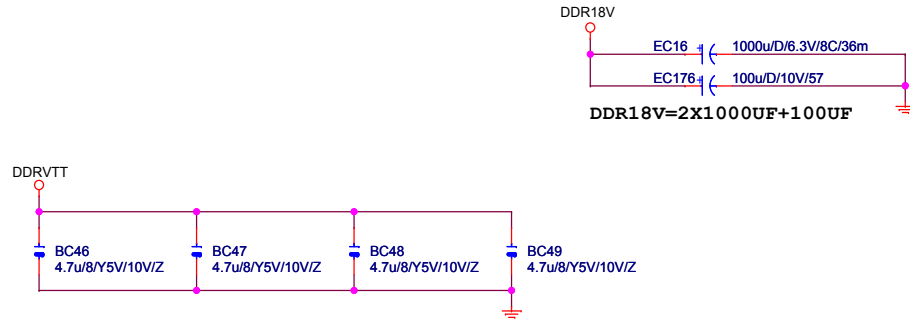 DDR18V
EC16 + 1000u/D/6.3V/8C/36m
EC176 + 100u/D/10V/57
DDR18V=2X1000UF+100UF
DDRVTT
BC46 BC47 BC48 BC49
4.7u/8/Y5V/10V/Z 4.7u/8/Y5V/10V/Z 4.7u/8/Y5V/10V/Z 4.7u/8/Y5V/10V/Z